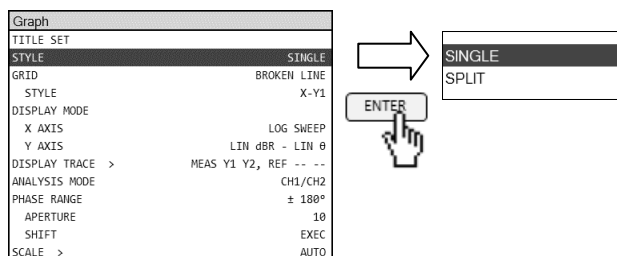 Graph
TITLE SET
STYLE SINGLE
GRID BROKEN LINE
STYLE X-Y1
DISPLAY MODE
X AXIS LOG SWEEP
Y AXIS LIN dBR - LIN θ
DISPLAY TRACE > MEAS Y1 Y2, REF -- --
ANALYSIS MODE CH1/CH2
PHASE RANGE ± 180°
APERTURE 10
SHIFT EXEC
SCALE > AUTO
ENTER
SINGLE
SPLIT